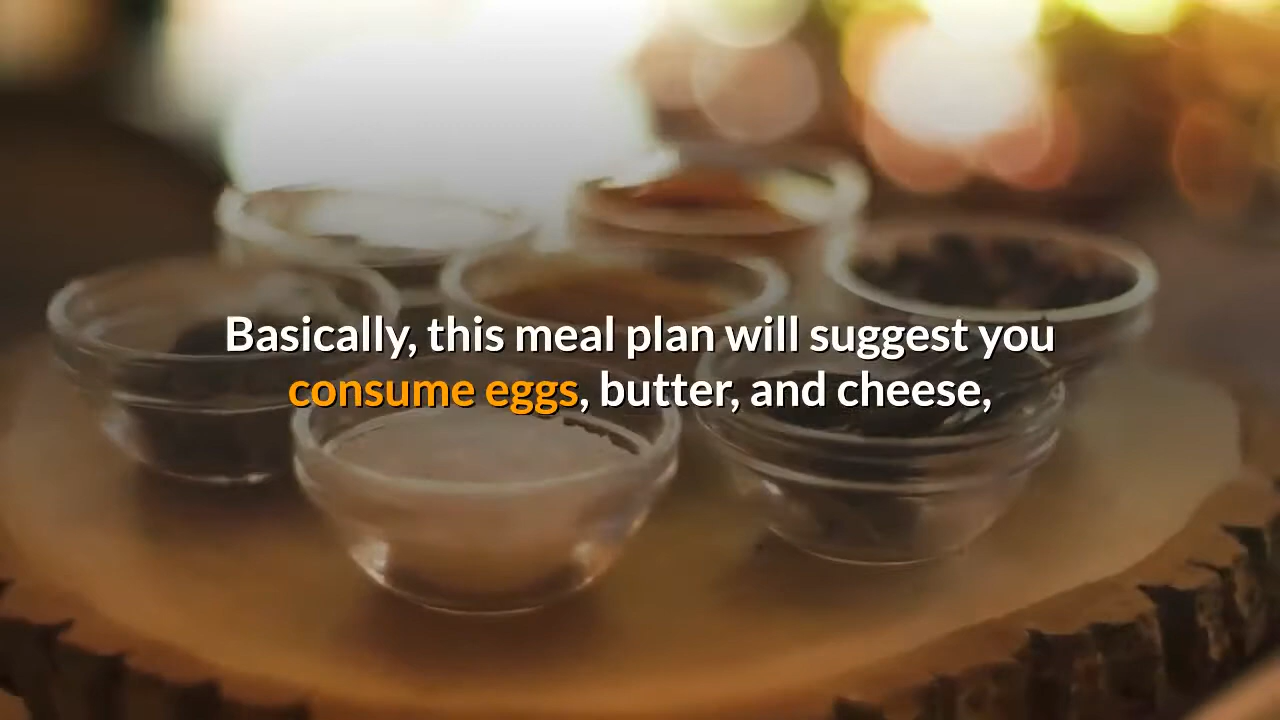 Basically, this meal plan will suggest you
consume eggs, butter, and cheese,